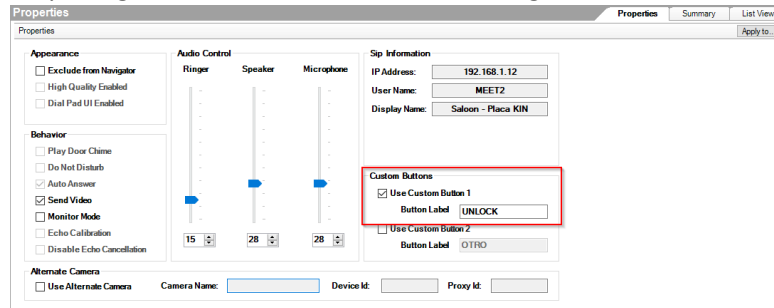 Properties
Properties Summary List View
Properties
Apply to...
Appearance
Exclude from Navigator
High Quality Enabled
Dial Pad UI Enabled
Behavior
Play Door Chime
Do Not Disturb
Auto Answer
Send Video
Monitor Mode
Echo Calibration
Disable Echo Cancellation
Audio Control
Ringer Speaker Microphone
15 28 28
Sip Information
IP Address: 192.168.1.12
User Name: MEET2
Display Name: Saloon - Placa KIN
Custom Buttons
Use Custom Button 1
Button Label UNLOCK
Use Custom Button 2
Button Label OTRO
Alternate Camera
Use Alternate Camera Camera Name: Device Id: Proxy Id: